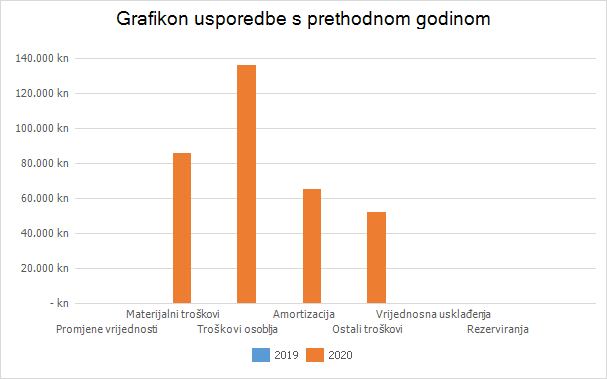 Grafikon usporedbe s prethodnom godinom
140.000 kn
120.000 kn
100.000 kn
80.000 kn
60.000 kn
40.000 kn
20.000 kn
- kn
Materijalni troškovi Amortizacija Vrijednosna usklađenja
Promjene vrijednosti Troškovi osoblja Ostali troškovi Rezerviranja
2019 2020